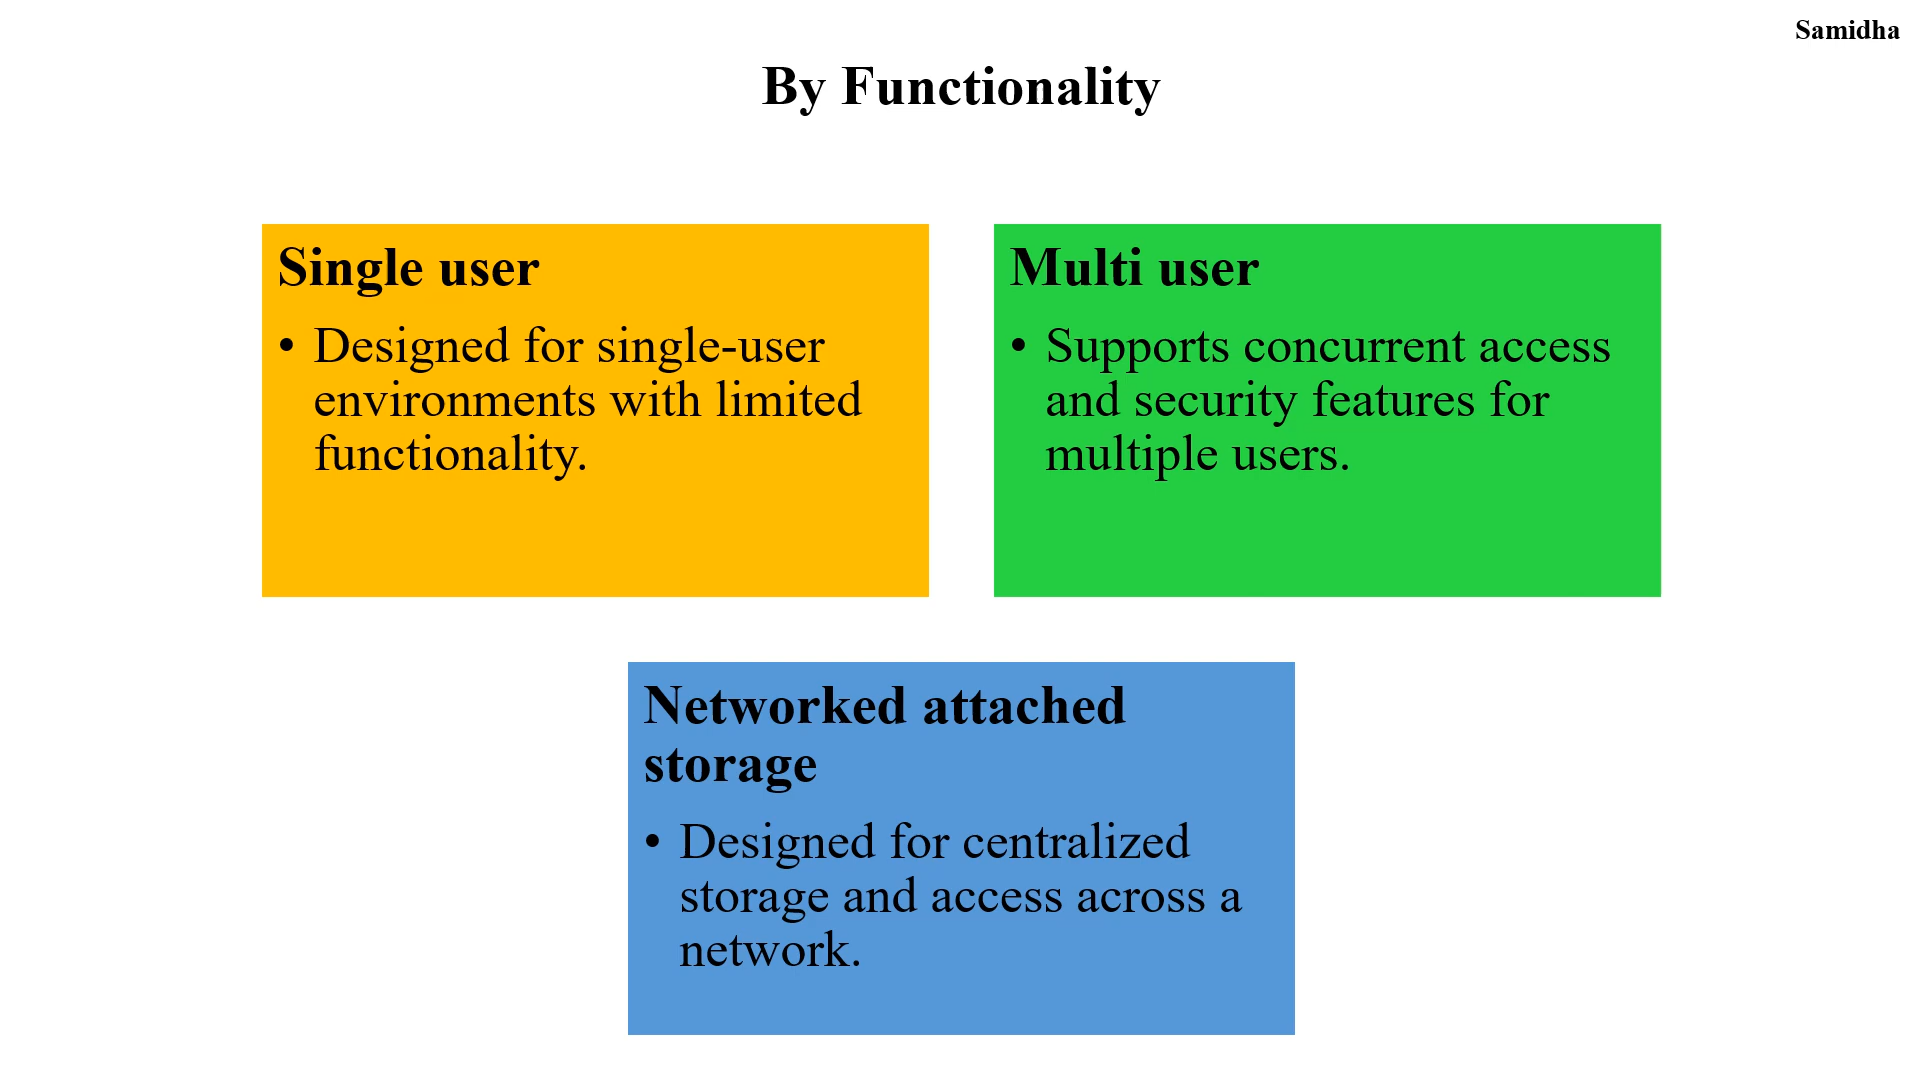 Samidha
By Functionality
Single user
• Designed for single-user
environments with limited
functionality.
Multi user
• Supports concurrent access
and security features for
multiple users.
Networked attached
storage
• Designed for centralized
storage and access across a
network.